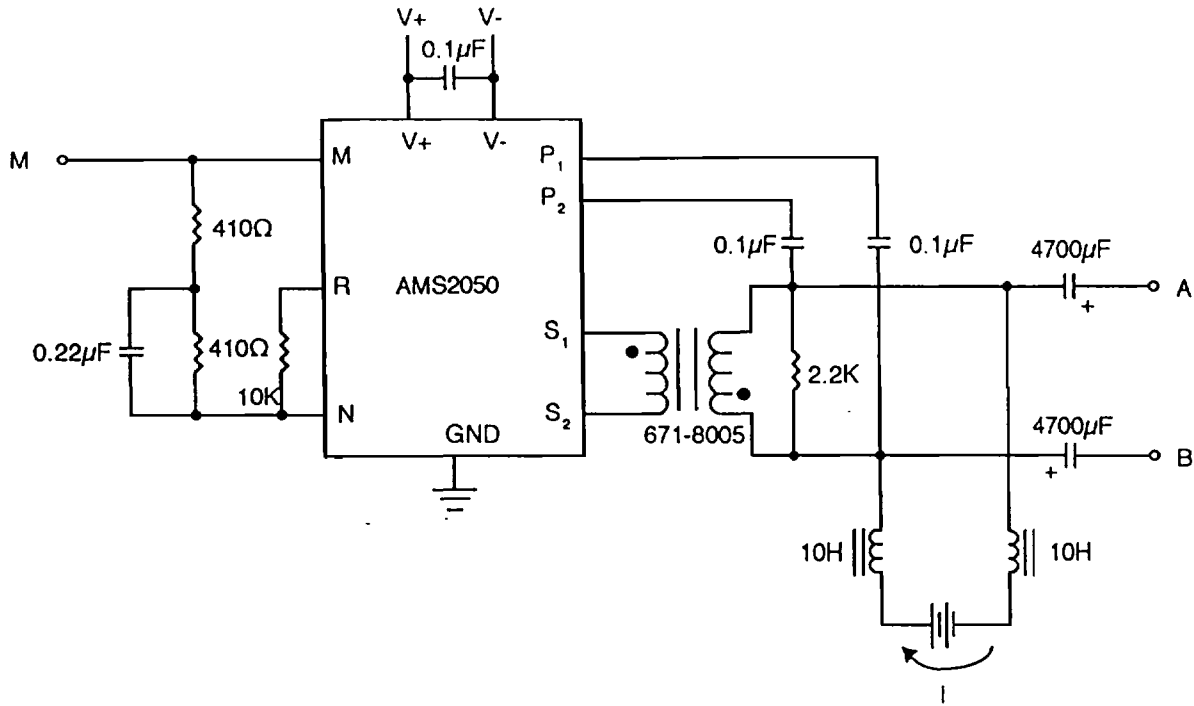 V+ V-
0.1µF
V+ V-
M
M
P1
P2
410Ω
0.1µF
0.1µF
4700µF
R
AMS2050
A
+
S1
0.22µF
410Ω
2.2K
10K
N
S2
671-8005
GND
4700µF
B
+
10H
10H
I